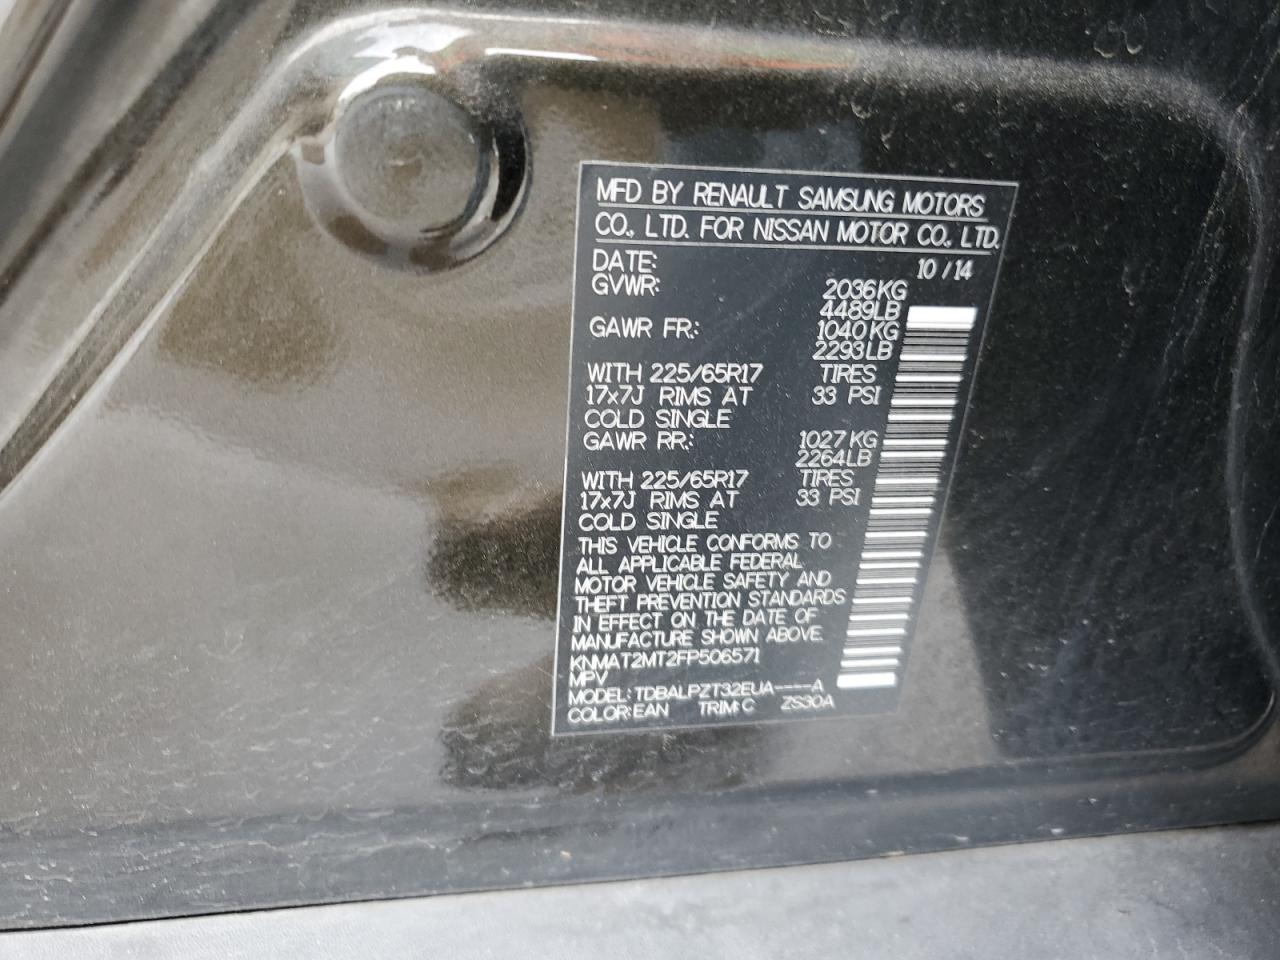 MFD BY RENAULT SAMSUNG MOTORS
CO., LTD. FOR NISSAN MOTOR CO., LTD.
DATE: 10 / 14
GVWR: 2036KG
4489LB
GAWR FR: 1040KG
2293LB
WITH 225/65R17 TIRES
17x7J RIMS AT 33 PSI
COLD SINGLE
GAWR RR: 1027KG
2264LB
WITH 225/65R17 TIRES
17x7J RIMS AT 33 PSI
COLD SINGLE
THIS VEHICLE CONFORMS TO
ALL APPLICABLE FEDERAL
MOTOR VEHICLE SAFETY AND
THEFT PREVENTION STANDARDS
IN EFFECT ON THE DATE OF
MANUFACTURE SHOWN ABOVE.
KNMAT2MT2FP506571
MPV
MODEL: TDBALPZT32EUA----A
COLOR:EAN TRIM:C ZS30A